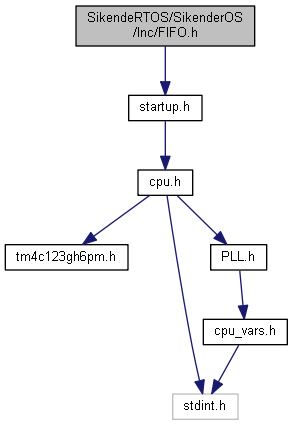 SikendeRTOS/SikenderOS
/Inc/FIFO.h
startup.h
cpu.h
tm4c123gh6pm.h
PLL.h
cpu_vars.h
stdint.h